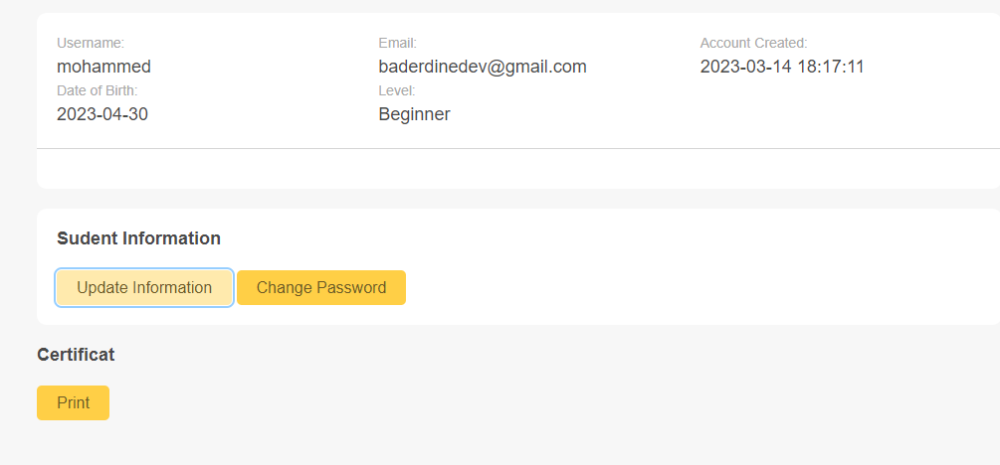 Username: Email: Account Created:
mohammed baderdinedev@gmail.com 2023-03-14 18:17:11
Date of Birth: Level:
2023-04-30 Beginner
Sudent Information
Update Information Change Password
Certificat
Print